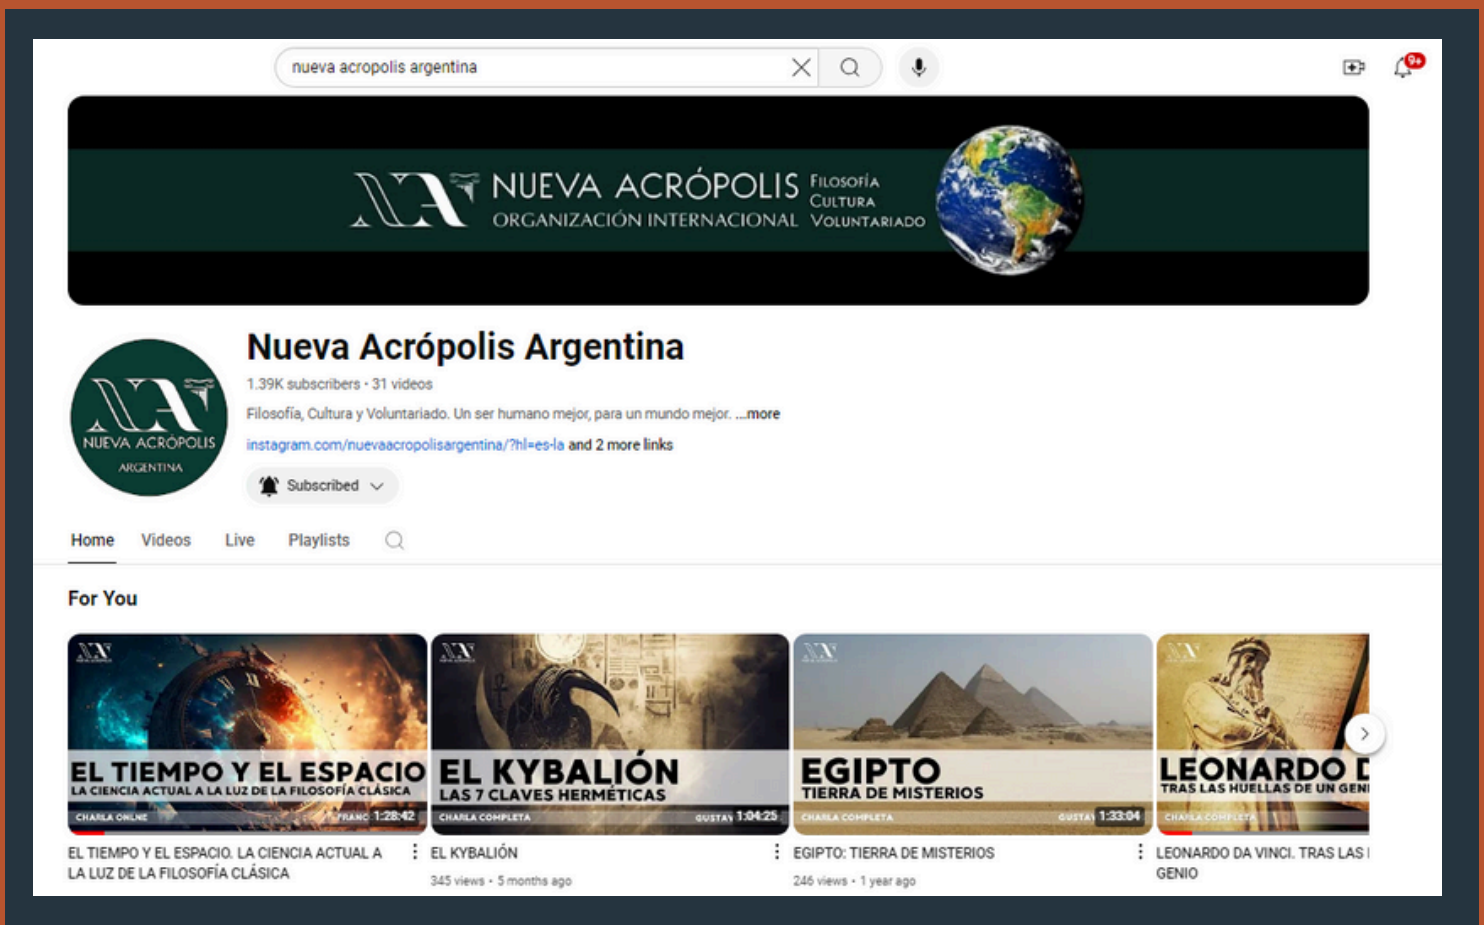 nueva acropolis argentina
9+
NUEVA ACRÓPOLIS
ORGANIZACIÓN INTERNACIONAL
FILOSOFÍA
CULTURA
VOLUNTARIADO
NUEVA ACRÓPOLIS
ARGENTINA
Nueva Acrópolis Argentina
1.39K subscribers • 31 videos
Filosofía, Cultura y Voluntariado. Un ser humano mejor, para un mundo mejor. ...more
instagram.com/nuevaacropolisargentina/?hl=es-la and 2 more links
Subscribed
Home Videos Live Playlists
For You
EL TIEMPO Y EL ESPACIO
LA CIENCIA ACTUAL A LA LUZ DE LA FILOSOFÍA CLÁSICA
CHARLA ONLINE FRANC 1:28:42
EL TIEMPO Y EL ESPACIO. LA CIENCIA ACTUAL A
LA LUZ DE LA FILOSOFÍA CLÁSICA
EL KYBALIÓN
LAS 7 CLAVES HERMÉTICAS
CHARLA COMPLETA GUSTAV 1:04:25
EL KYBALIÓN
345 views • 5 months ago
EGIPTO
TIERRA DE MISTERIOS
CHARLA COMPLETA GUSTAV 1:33:04
EGIPTO: TIERRA DE MISTERIOS
246 views • 1 year ago
LEONARDO D
TRAS LAS HUELLAS DE UN GENI
CHARLA COMPLETA
LEONARDO DA VINCI. TRAS LAS
GENIO